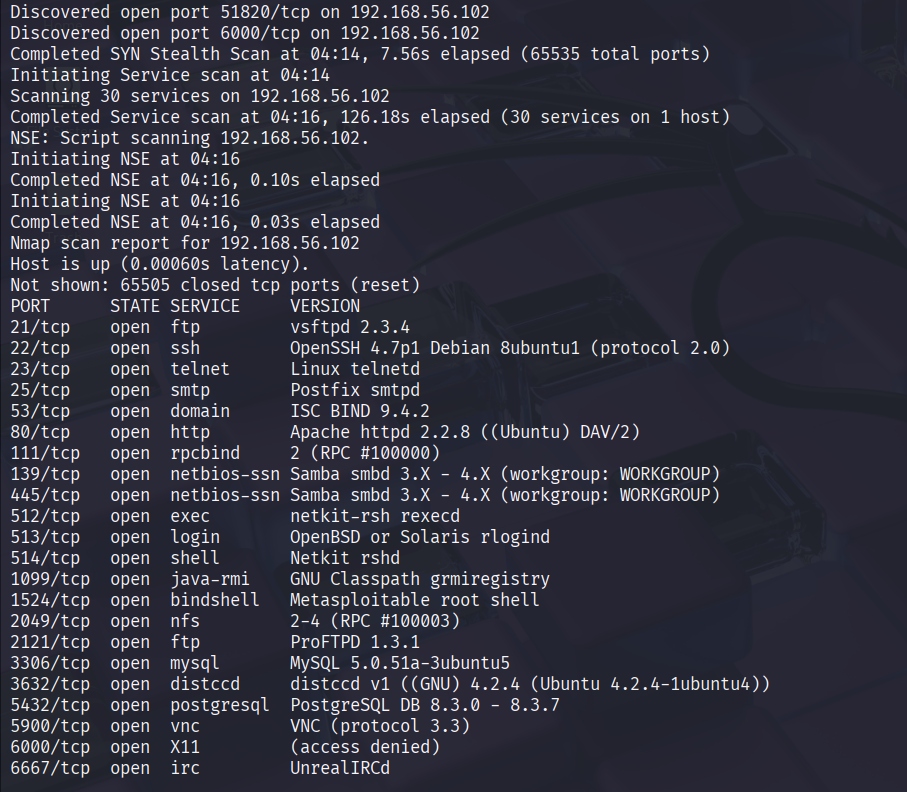 Discovered open port 51820/tcp on 192.168.56.102
Discovered open port 6000/tcp on 192.168.56.102
Completed SYN Stealth Scan at 04:14, 7.56s elapsed (65535 total ports)
Initiating Service scan at 04:14
Scanning 30 services on 192.168.56.102
Completed Service scan at 04:16, 126.18s elapsed (30 services on 1 host)
NSE: Script scanning 192.168.56.102.
Initiating NSE at 04:16
Completed NSE at 04:16, 0.10s elapsed
Initiating NSE at 04:16
Completed NSE at 04:16, 0.03s elapsed
Nmap scan report for 192.168.56.102
Host is up (0.00060s latency).
Not shown: 65505 closed tcp ports (reset)
PORT      STATE SERVICE     VERSION
21/tcp    open  ftp         vsftpd 2.3.4
22/tcp    open  ssh         OpenSSH 4.7p1 Debian 8ubuntu1 (protocol 2.0)
23/tcp    open  telnet      Linux telnetd
25/tcp    open  smtp        Postfix smtpd
53/tcp    open  domain      ISC BIND 9.4.2
80/tcp    open  http        Apache httpd 2.2.8 ((Ubuntu) DAV/2)
111/tcp   open  rpcbind     2 (RPC #100000)
139/tcp   open  netbios-ssn Samba smbd 3.X - 4.X (workgroup: WORKGROUP)
445/tcp   open  netbios-ssn Samba smbd 3.X - 4.X (workgroup: WORKGROUP)
512/tcp   open  exec        netkit-rsh rexecd
513/tcp   open  login       OpenBSD or Solaris rlogind
514/tcp   open  shell       Netkit rshd
1099/tcp  open  java-rmi    GNU Classpath grmiregistry
1524/tcp  open  bindshell   Metasploitable root shell
2049/tcp  open  nfs         2-4 (RPC #100003)
2121/tcp  open  ftp         ProFTPD 1.3.1
3306/tcp  open  mysql       MySQL 5.0.51a-3ubuntu5
3632/tcp  open  distccd     distccd v1 ((GNU) 4.2.4 (Ubuntu 4.2.4-1ubuntu4))
5432/tcp  open  postgresql  PostgreSQL DB 8.3.0 - 8.3.7
5900/tcp  open  vnc         VNC (protocol 3.3)
6000/tcp  open  X11         (access denied)
6667/tcp  open  irc         UnrealIRCd